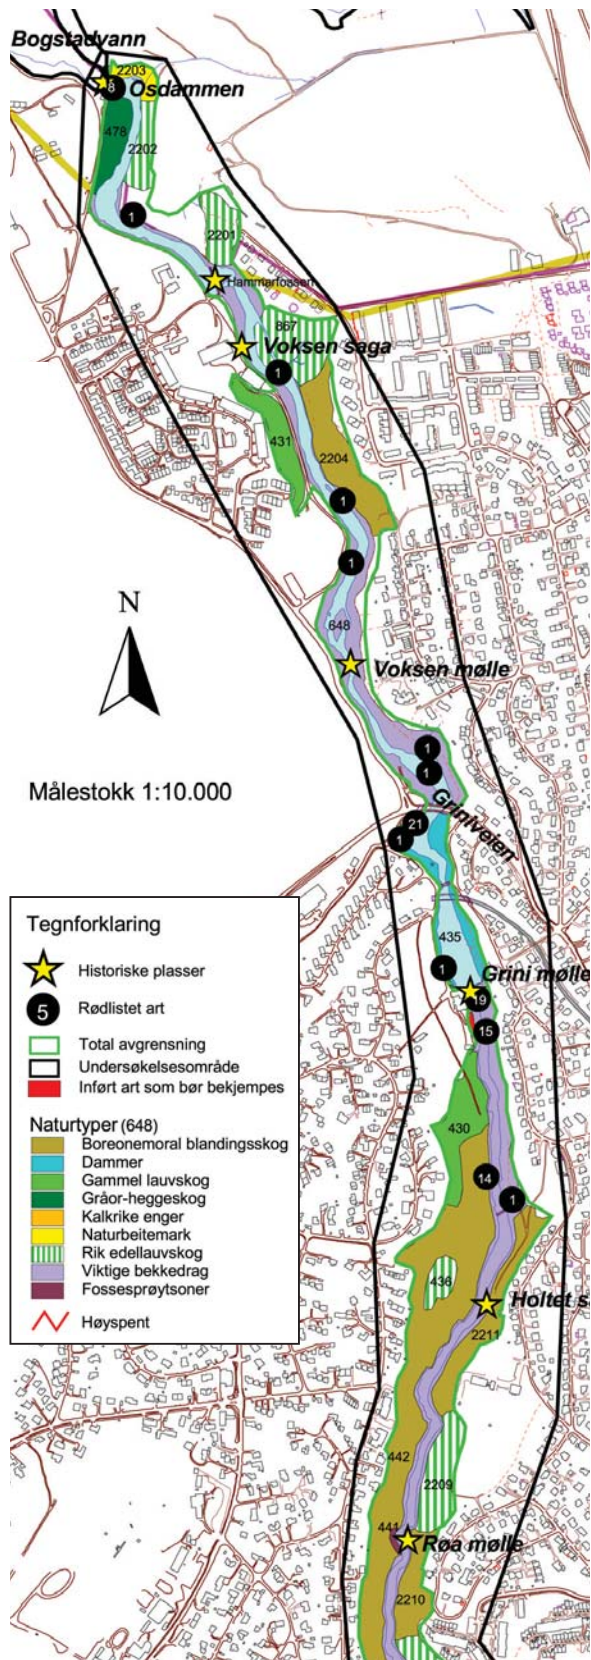 Bogstadvann
2203
8
Osdammen
478
2202
1
2201
Hammarfossen
867
Voksen saga
1
431
2204
1
1
N
648
Voksen mølle
1
1
Målestokk 1:10.000
Griniveien
21
1
435
1
Grini mølle
19
15
Tegnforklaring
Historiske plasser
5 Rødlistet art
Total avgrensning
Undersøkelsesområde
Infört art som bør bekjempes
Naturtyper (648)
Boreonemoral blandingsskog
Dammer
Gammel lauvskog
Gråor-heggeskog
Kalkrike enger
Naturbeitemark
Rik edellauvskog
Viktige bekkedrag
Fossesprøytsoner
Høyspent
430
14
1
436
Holtet s
2211
442
2209
441
Røa mølle
2210